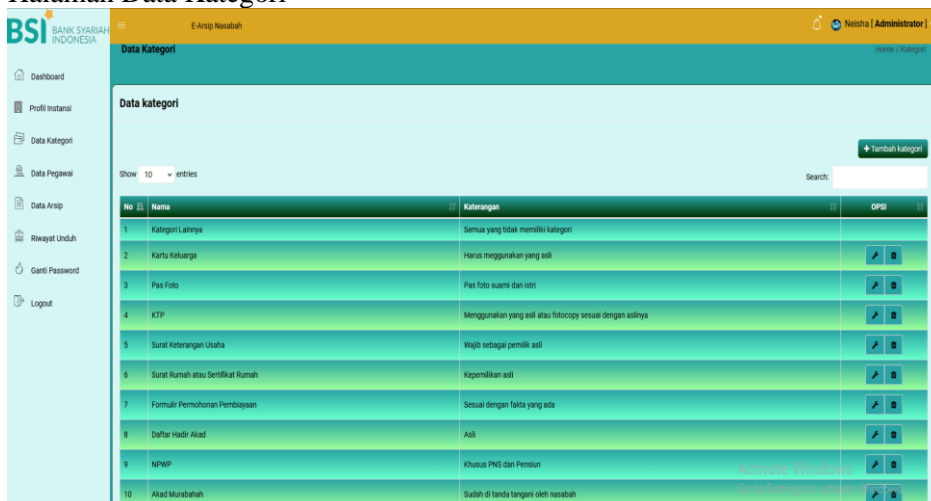 Halaman Data Kategori
BSI BANK SYARIAH INDONESIA
E-Arsip Nasabah
Neisha [ Administrator ]
Data Kategori
Home / Kategori
Dashboard
Profil Instansi
Data Kategori
Data Pegawai
Data Arsip
Riwayat Unduh
Ganti Password
Logout
Data kategori
+ Tambah kategori
Show 10 entries
Search:
No Nama Katerangan OPSI
1 Kategori Lainnya Semua yang tidak memiliki kategori
2 Kartu Keluarga Harus meggunakan yang asli
3 Pas Foto Pas foto suami dan istri
4 KTP Menggunakan yang asli atau fotocopy sesuai dengan aslinya
5 Surat Keterangan Usaha Wajib sebagai pemilik asli
6 Surat Rumah atau Sertifikat Rumah Kepemilikan asli
7 Formulir Permohonan Pembiayaan Sesuai dengan fakta yang ada
8 Daftar Hadir Akad Asli
9 NPWP Khusus PNS dan Pensiun
10 Akad Murabahah Sudah di tanda tangani oleh nasabah
Activate Windows